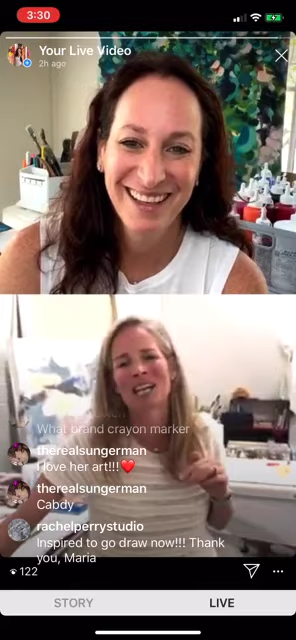 3:30
Your Live Video
2h ago
What brand crayon marker
therealsungerman
I love her art!!!❤️
therealsungerman
Cabdy
rachelperrystudio
Inspired to go draw now!!! Thank
you, Maria
122
STORY
LIVE